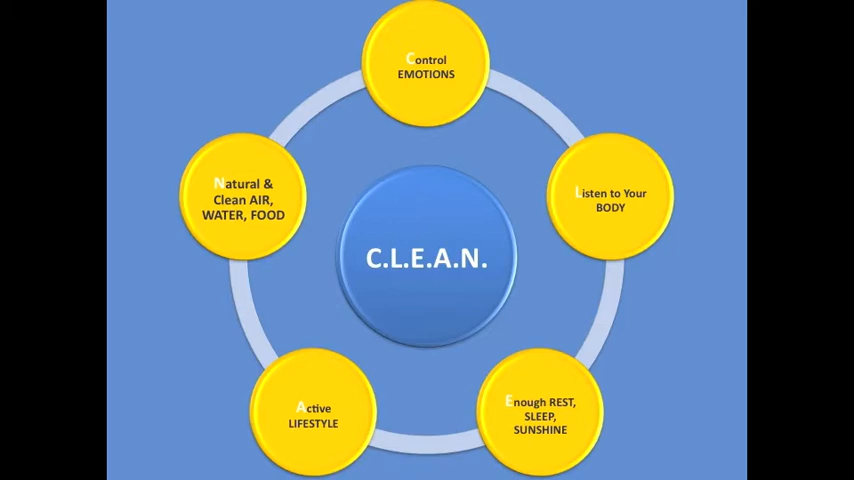 Control
EMOTIONS
Listen to Your
BODY
Enough REST,
SLEEP,
SUNSHINE
Active
LIFESTYLE
Natural &
Clean AIR,
WATER, FOOD
C.L.E.A.N.